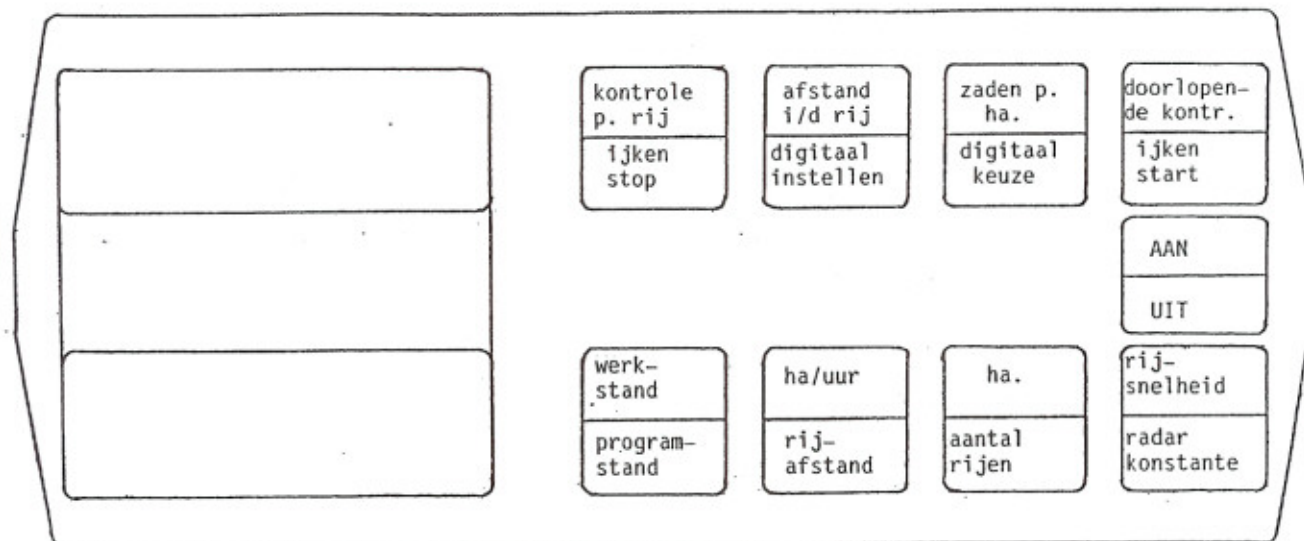 kontrole
p. rij
ijken
stop
afstand
i/d rij
digitaal
instellen
zaden p.
ha.
digitaal
keuze
doorlopen-
de kontr.
ijken
start
AAN
UIT
werk-
stand
program-
stand
ha/uur
rij-
afstand
ha.
aantal
rijen
rij-
snelheid
radar
konstante